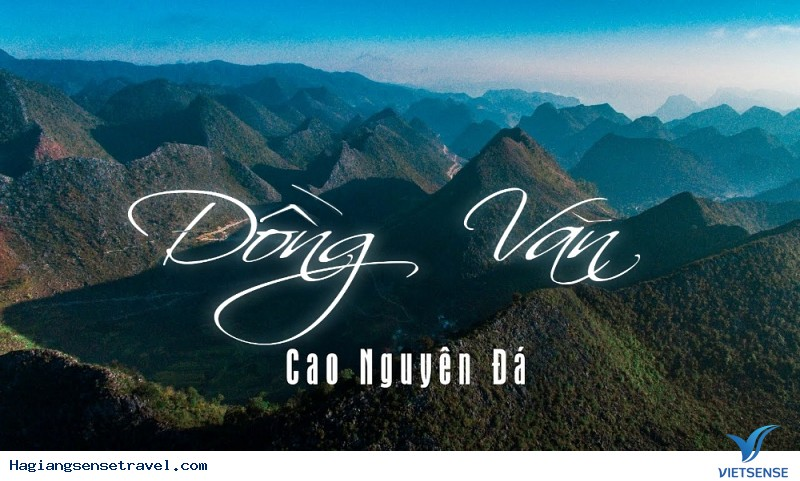 Đồng Văn
Cao Nguyên Đá
Hagiangsensetravel.com
VIETSENSE